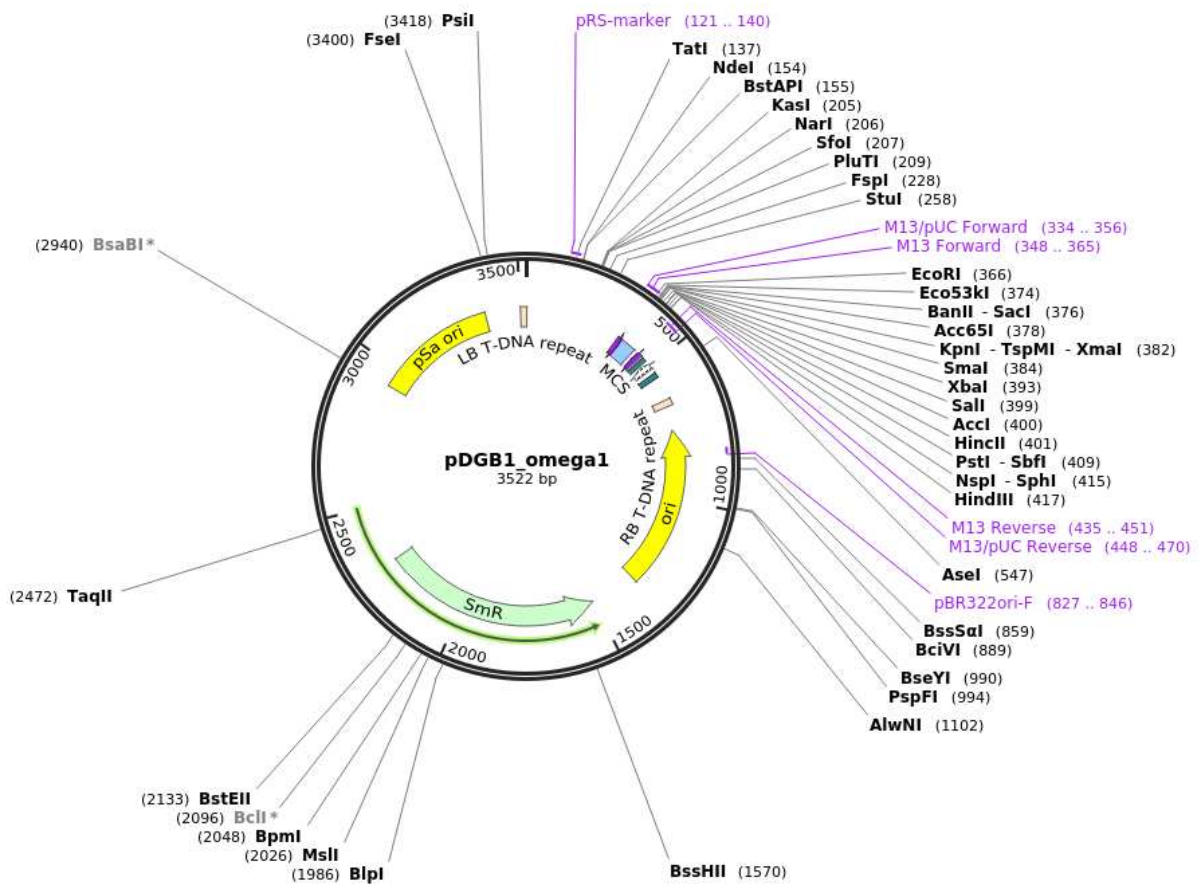 (3418) PsiI
(3400) FseI
pRS-marker (121 .. 140)
TatI (137)
NdeI (154)
BstAPI (155)
KasI (205)
NarI (206)
SfoI (207)
PluTI (209)
FspI (228)
StuI (258)
M13/pUC Forward (334 .. 356)
M13 Forward (348 .. 365)
(2940) BsaBI*
EcoRI (366)
Eco53kI (374)
BanII - SacI (376)
Acc65I (378)
KpnI - TspMI - XmaI (382)
SmaI (384)
XbaI (393)
SalI (399)
AccI (400)
HincII (401)
PstI - SbfI (409)
NspI - SphI (415)
HindIII (417)
M13 Reverse (435 .. 451)
M13/pUC Reverse (448 .. 470)
AseI (547)
pBR322ori-F (827 .. 846)
BssSαI (859)
BciVI (889)
BseYI (990)
PspFI (994)
AlwNI (1102)
3500
500
3000
1000
2500
1500
2000
pSa ori
LB T-DNA repeat
MCS
RB T-DNA repeat
ori
pDGB1_omega1
3522 bp
SmR
(2472) TaqII
(2133) BstEII
(2096) BclI*
(2048) BpmI
(2026) MslI
(1986) BlpI
BssHII (1570)